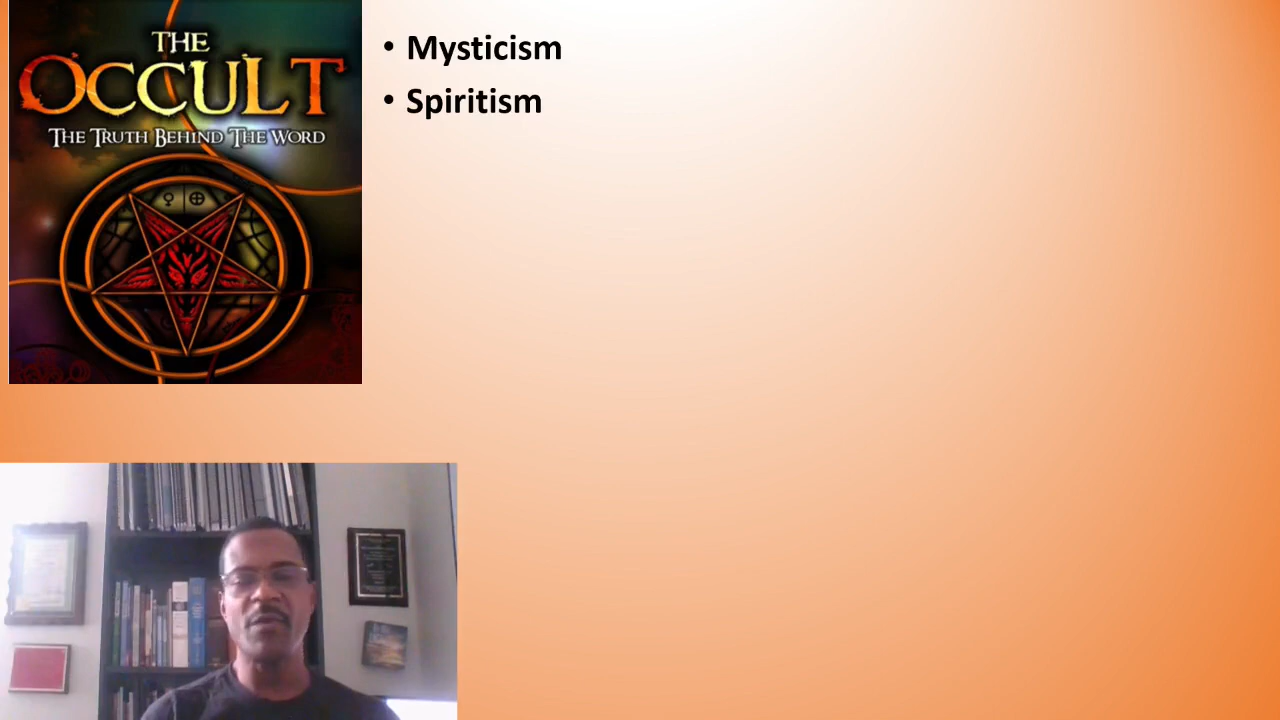 THE
OCCULT
THE TRUTH BEHIND THE WORD
• Mysticism
• Spiritism